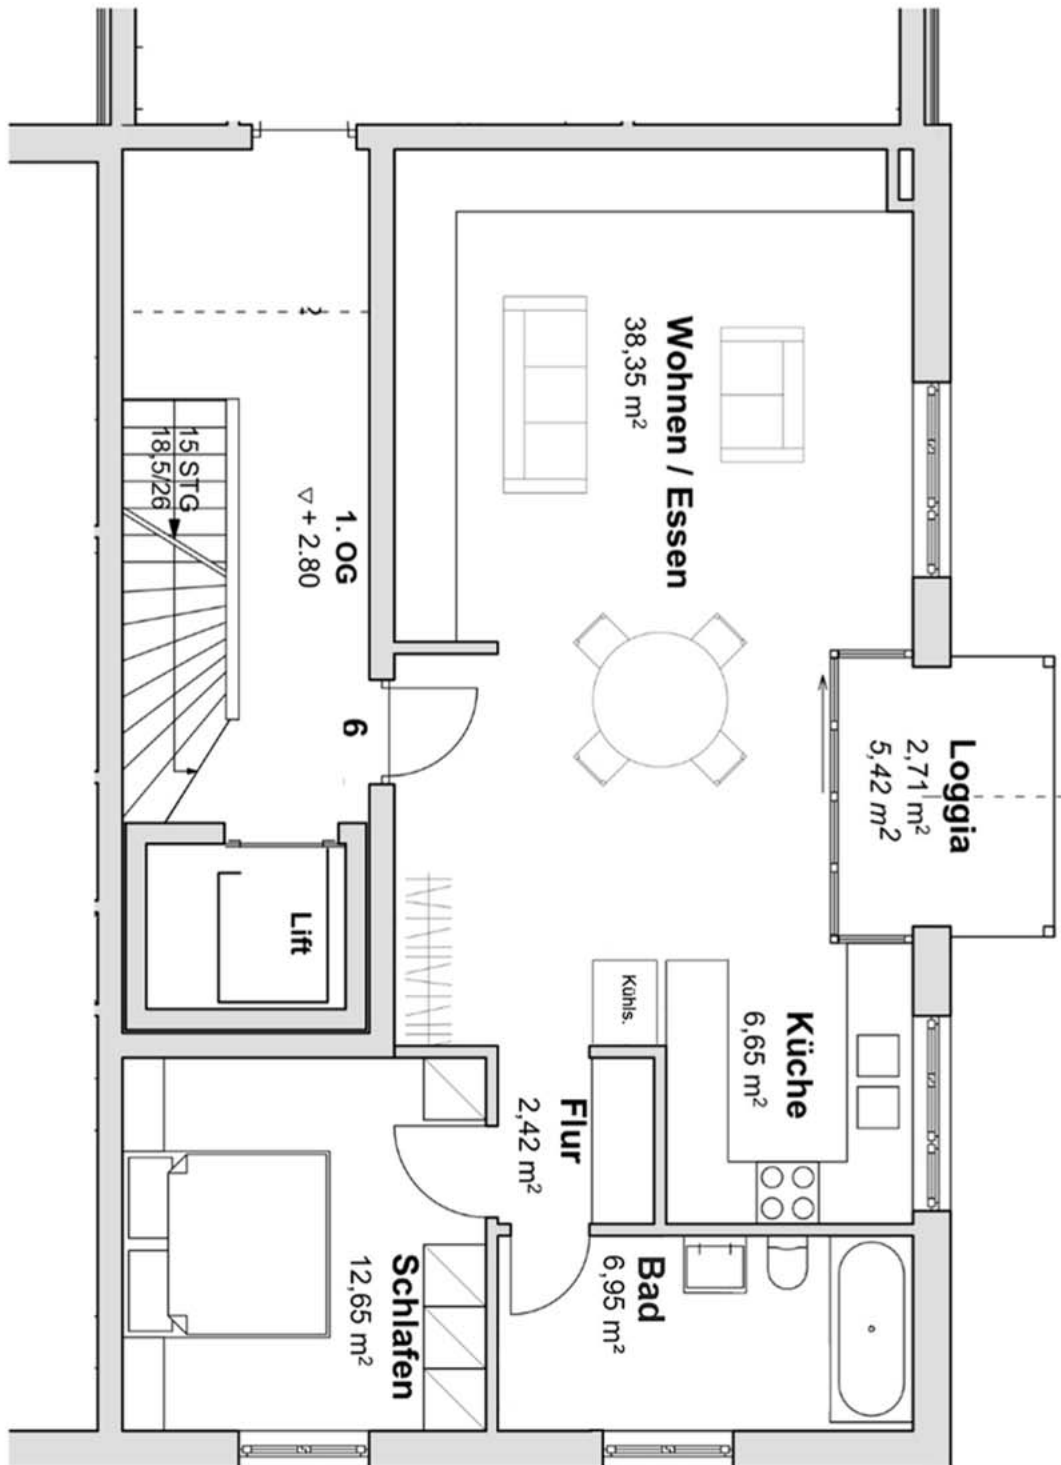 Wohnen / Essen
38,35 m²
Loggia
2,71 m²
5,42 m²
Küche
6,65 m²
Kühls.
Flur
2,42 m²
Bad
6,95 m²
Schlafen
12,65 m²
1. OG
▽ + 2.80
6
15 STG
18,5/26
Lift
2